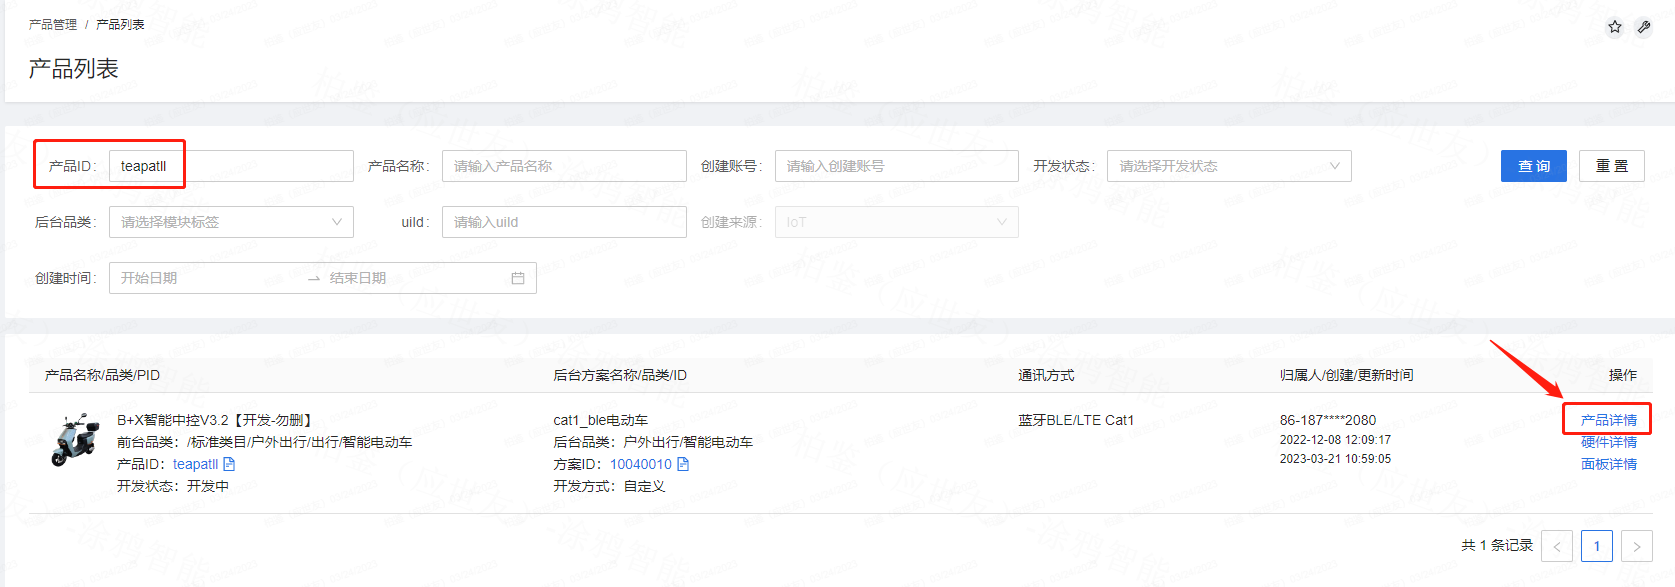 产品管理 / 产品列表
产品列表
产品ID: teapatll 产品名称: 请输入产品名称 创建账号: 请输入创建账号 开发状态: 请选择开发状态 查 询 重 置
后台品类: 请选择模块标签 uiId: 请输入uiId 创建来源: IoT
创建时间: 开始日期 → 结束日期
产品名称/品类/PID 后台方案名称/品类/ID 通讯方式 归属人/创建/更新时间 操作
B+X智能中控V3.2【开发-勿删】 cat1_ble电动车 蓝牙BLE/LTE Cat1 86-187****2080 产品详情
前台品类: /标准类目/户外出行/出行/智能电动车 后台品类: 户外出行/智能电动车 2022-12-08 12:09:17 硬件详情
产品ID: teapatll 方案ID: 10040010 2023-03-21 10:59:05 面板详情
开发状态: 开发中 开发方式: 自定义
共 1 条记录 < 1 >